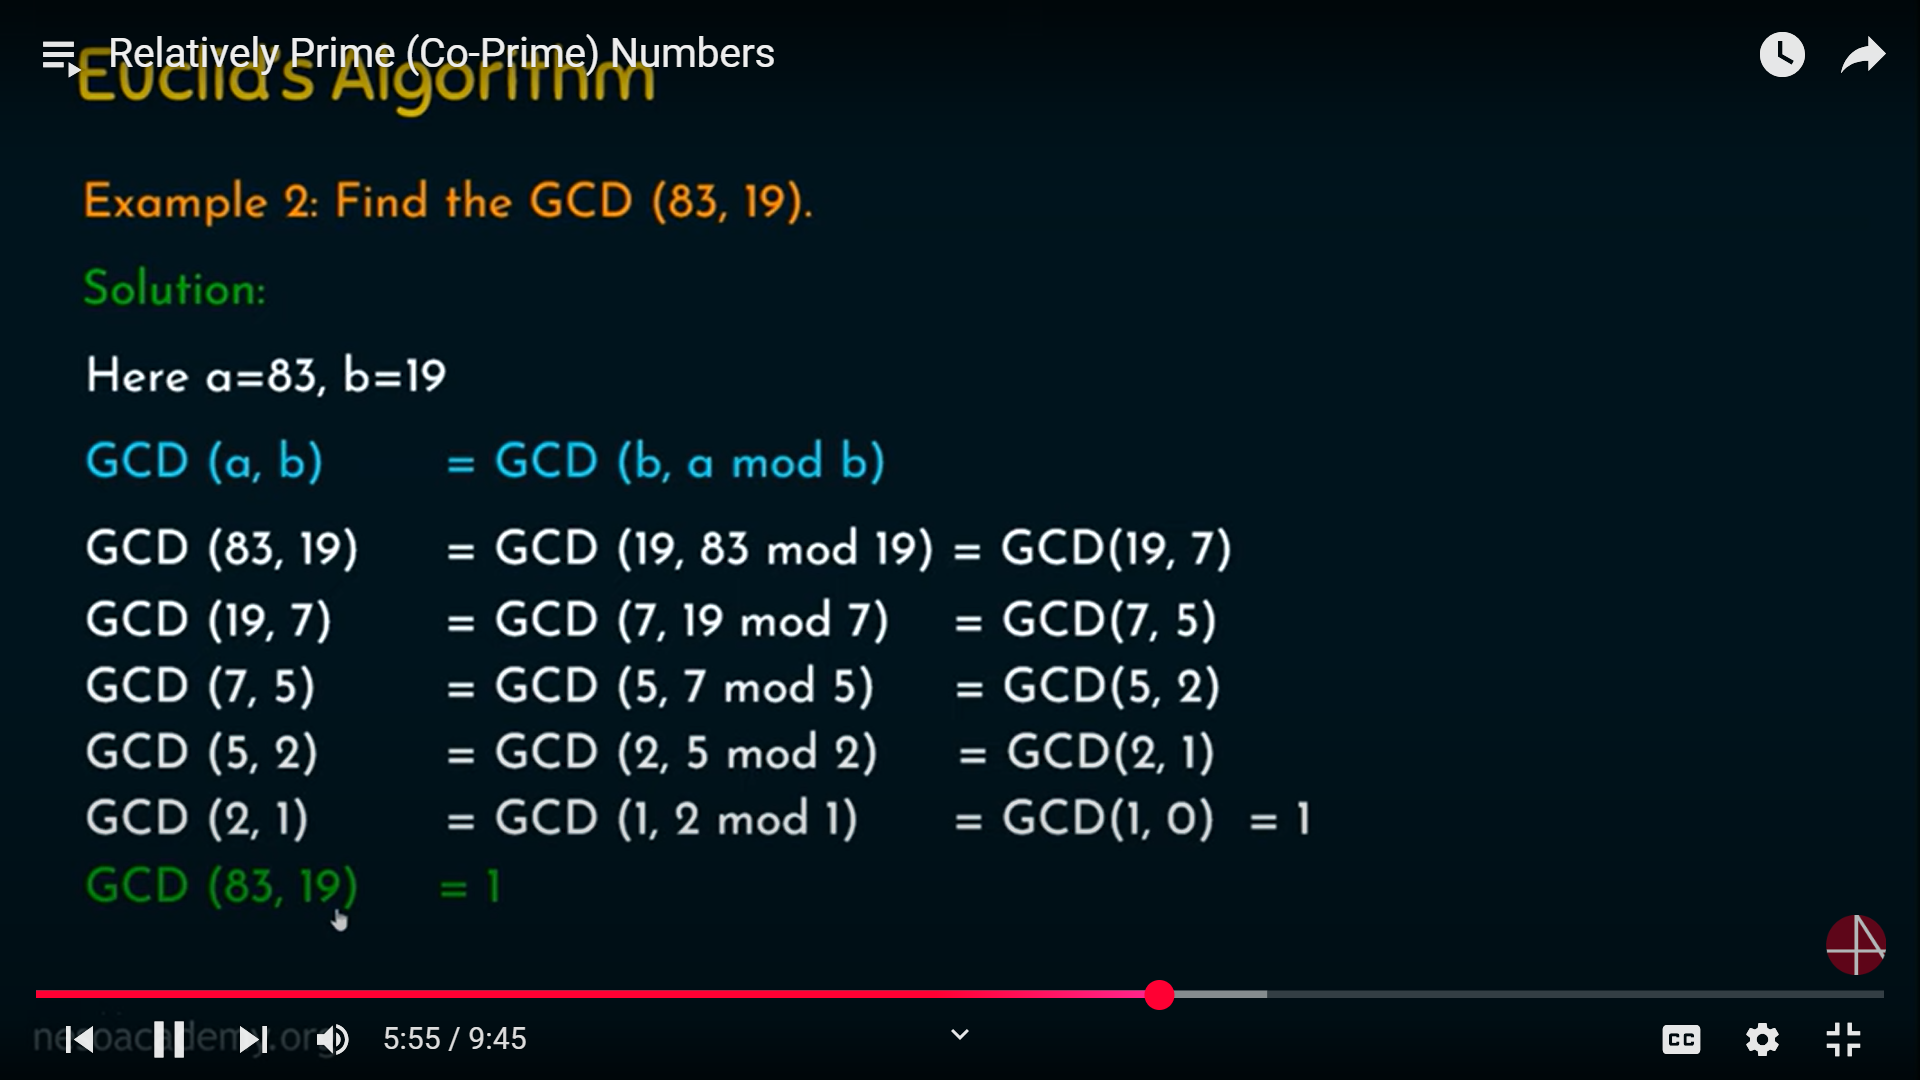 Relatively Prime (Co-Prime) Numbers
Euclid's Algorithm
Example 2: Find the GCD (83, 19).
Solution:
Here a=83, b=19
GCD (a, b) = GCD (b, a mod b)
GCD (83, 19) = GCD (19, 83 mod 19) = GCD(19, 7)
GCD (19, 7) = GCD (7, 19 mod 7) = GCD(7, 5)
GCD (7, 5) = GCD (5, 7 mod 5) = GCD(5, 2)
GCD (5, 2) = GCD (2, 5 mod 2) = GCD(2, 1)
GCD (2, 1) = GCD (1, 2 mod 1) = GCD(1, 0) = 1
GCD (83, 19) = 1
nesoacademy.org
5:55 / 9:45
CC